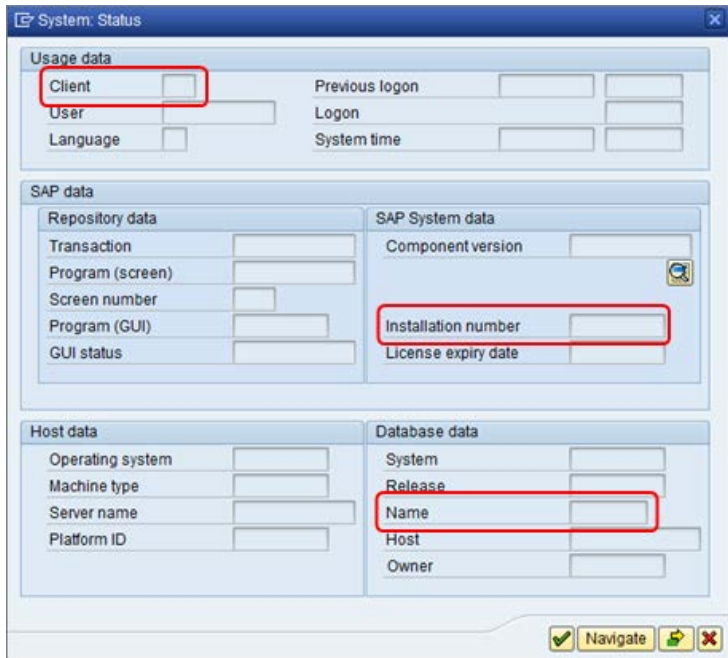 System: Status
Usage data
Client
Previous logon
User
Logon
Language
System time
SAP data
Repository data
SAP System data
Transaction
Component version
Program (screen)
Screen number
Program (GUI)
Installation number
GUI status
License expiry date
Host data
Database data
Operating system
System
Machine type
Release
Server name
Name
Platform ID
Host
Owner
Navigate